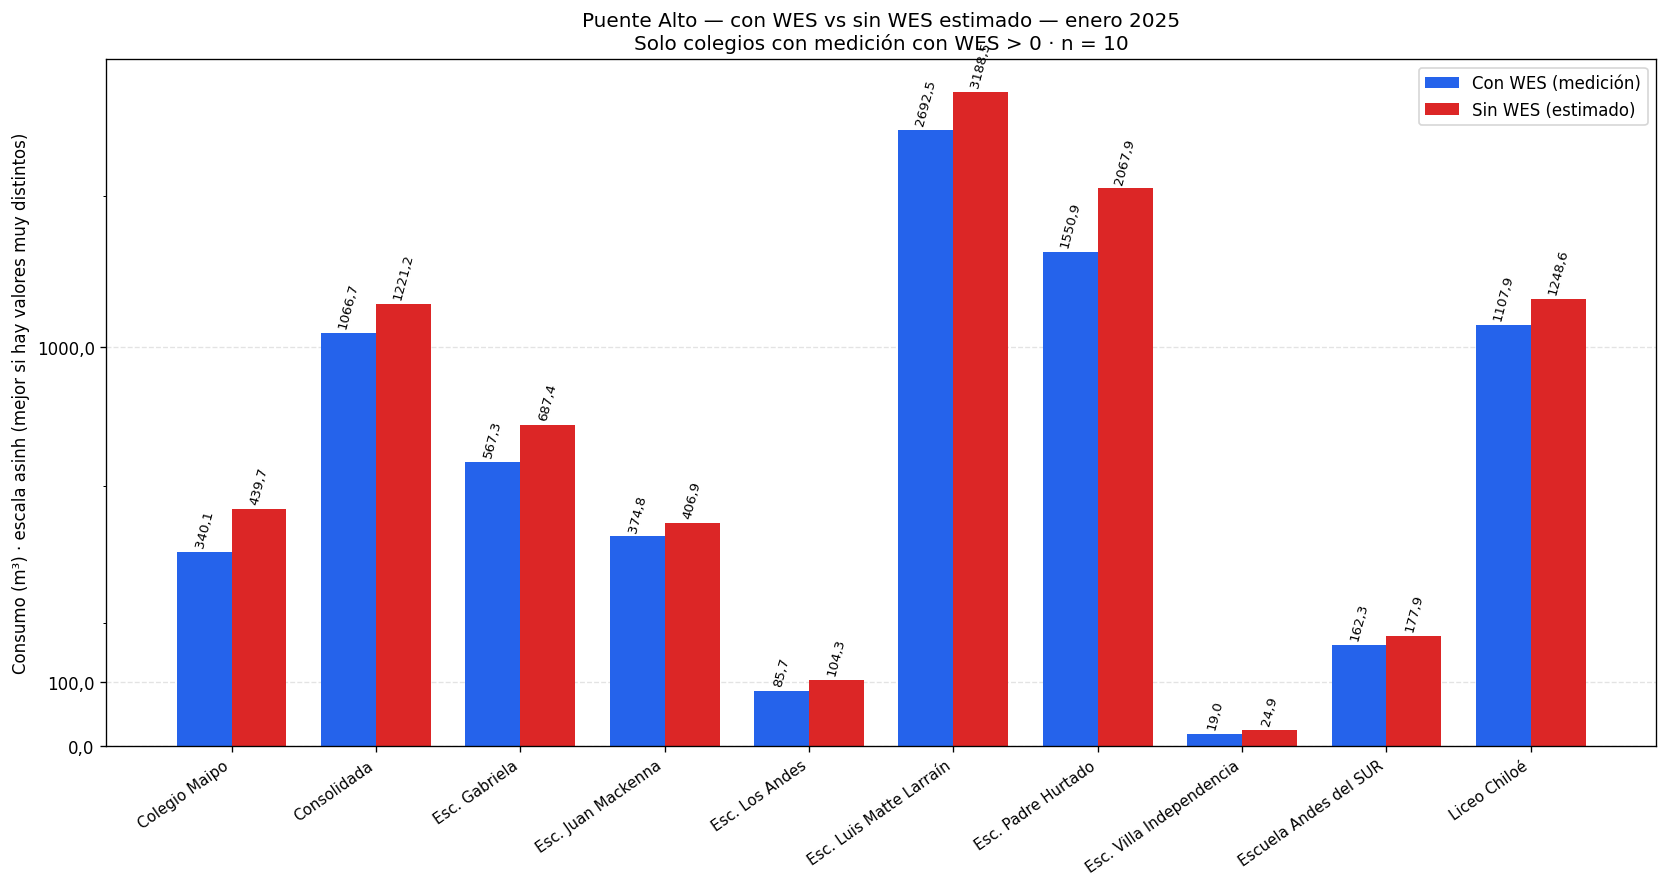 Puente Alto — con WES vs sin WES estimado — enero 2025
Solo colegios con medición con WES > 0 · n = 10
Con WES (medición)
Sin WES (estimado)
Consumo (m³) · escala asinh (mejor si hay valores muy distintos)
1000,0
100,0
0,0
340,1
439,7
1066,7
1221,2
567,3
687,4
374,8
406,9
85,7
104,3
2692,5
3188,5
1550,9
2067,9
19,0
24,9
162,3
177,9
1107,9
1248,6
Colegio Maipo
Consolidada
Esc. Gabriela
Esc. Juan Mackenna
Esc. Los Andes
Esc. Luis Matte Larraín
Esc. Padre Hurtado
Esc. Villa Independencia
Escuela Andes del SUR
Liceo Chiloé